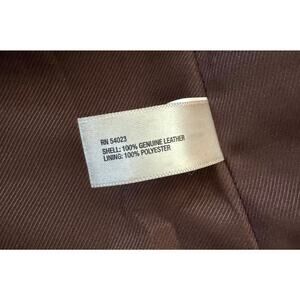 RN 54023
SHELL: 100% GENUINE LEATHER
LINING: 100% POLYESTER